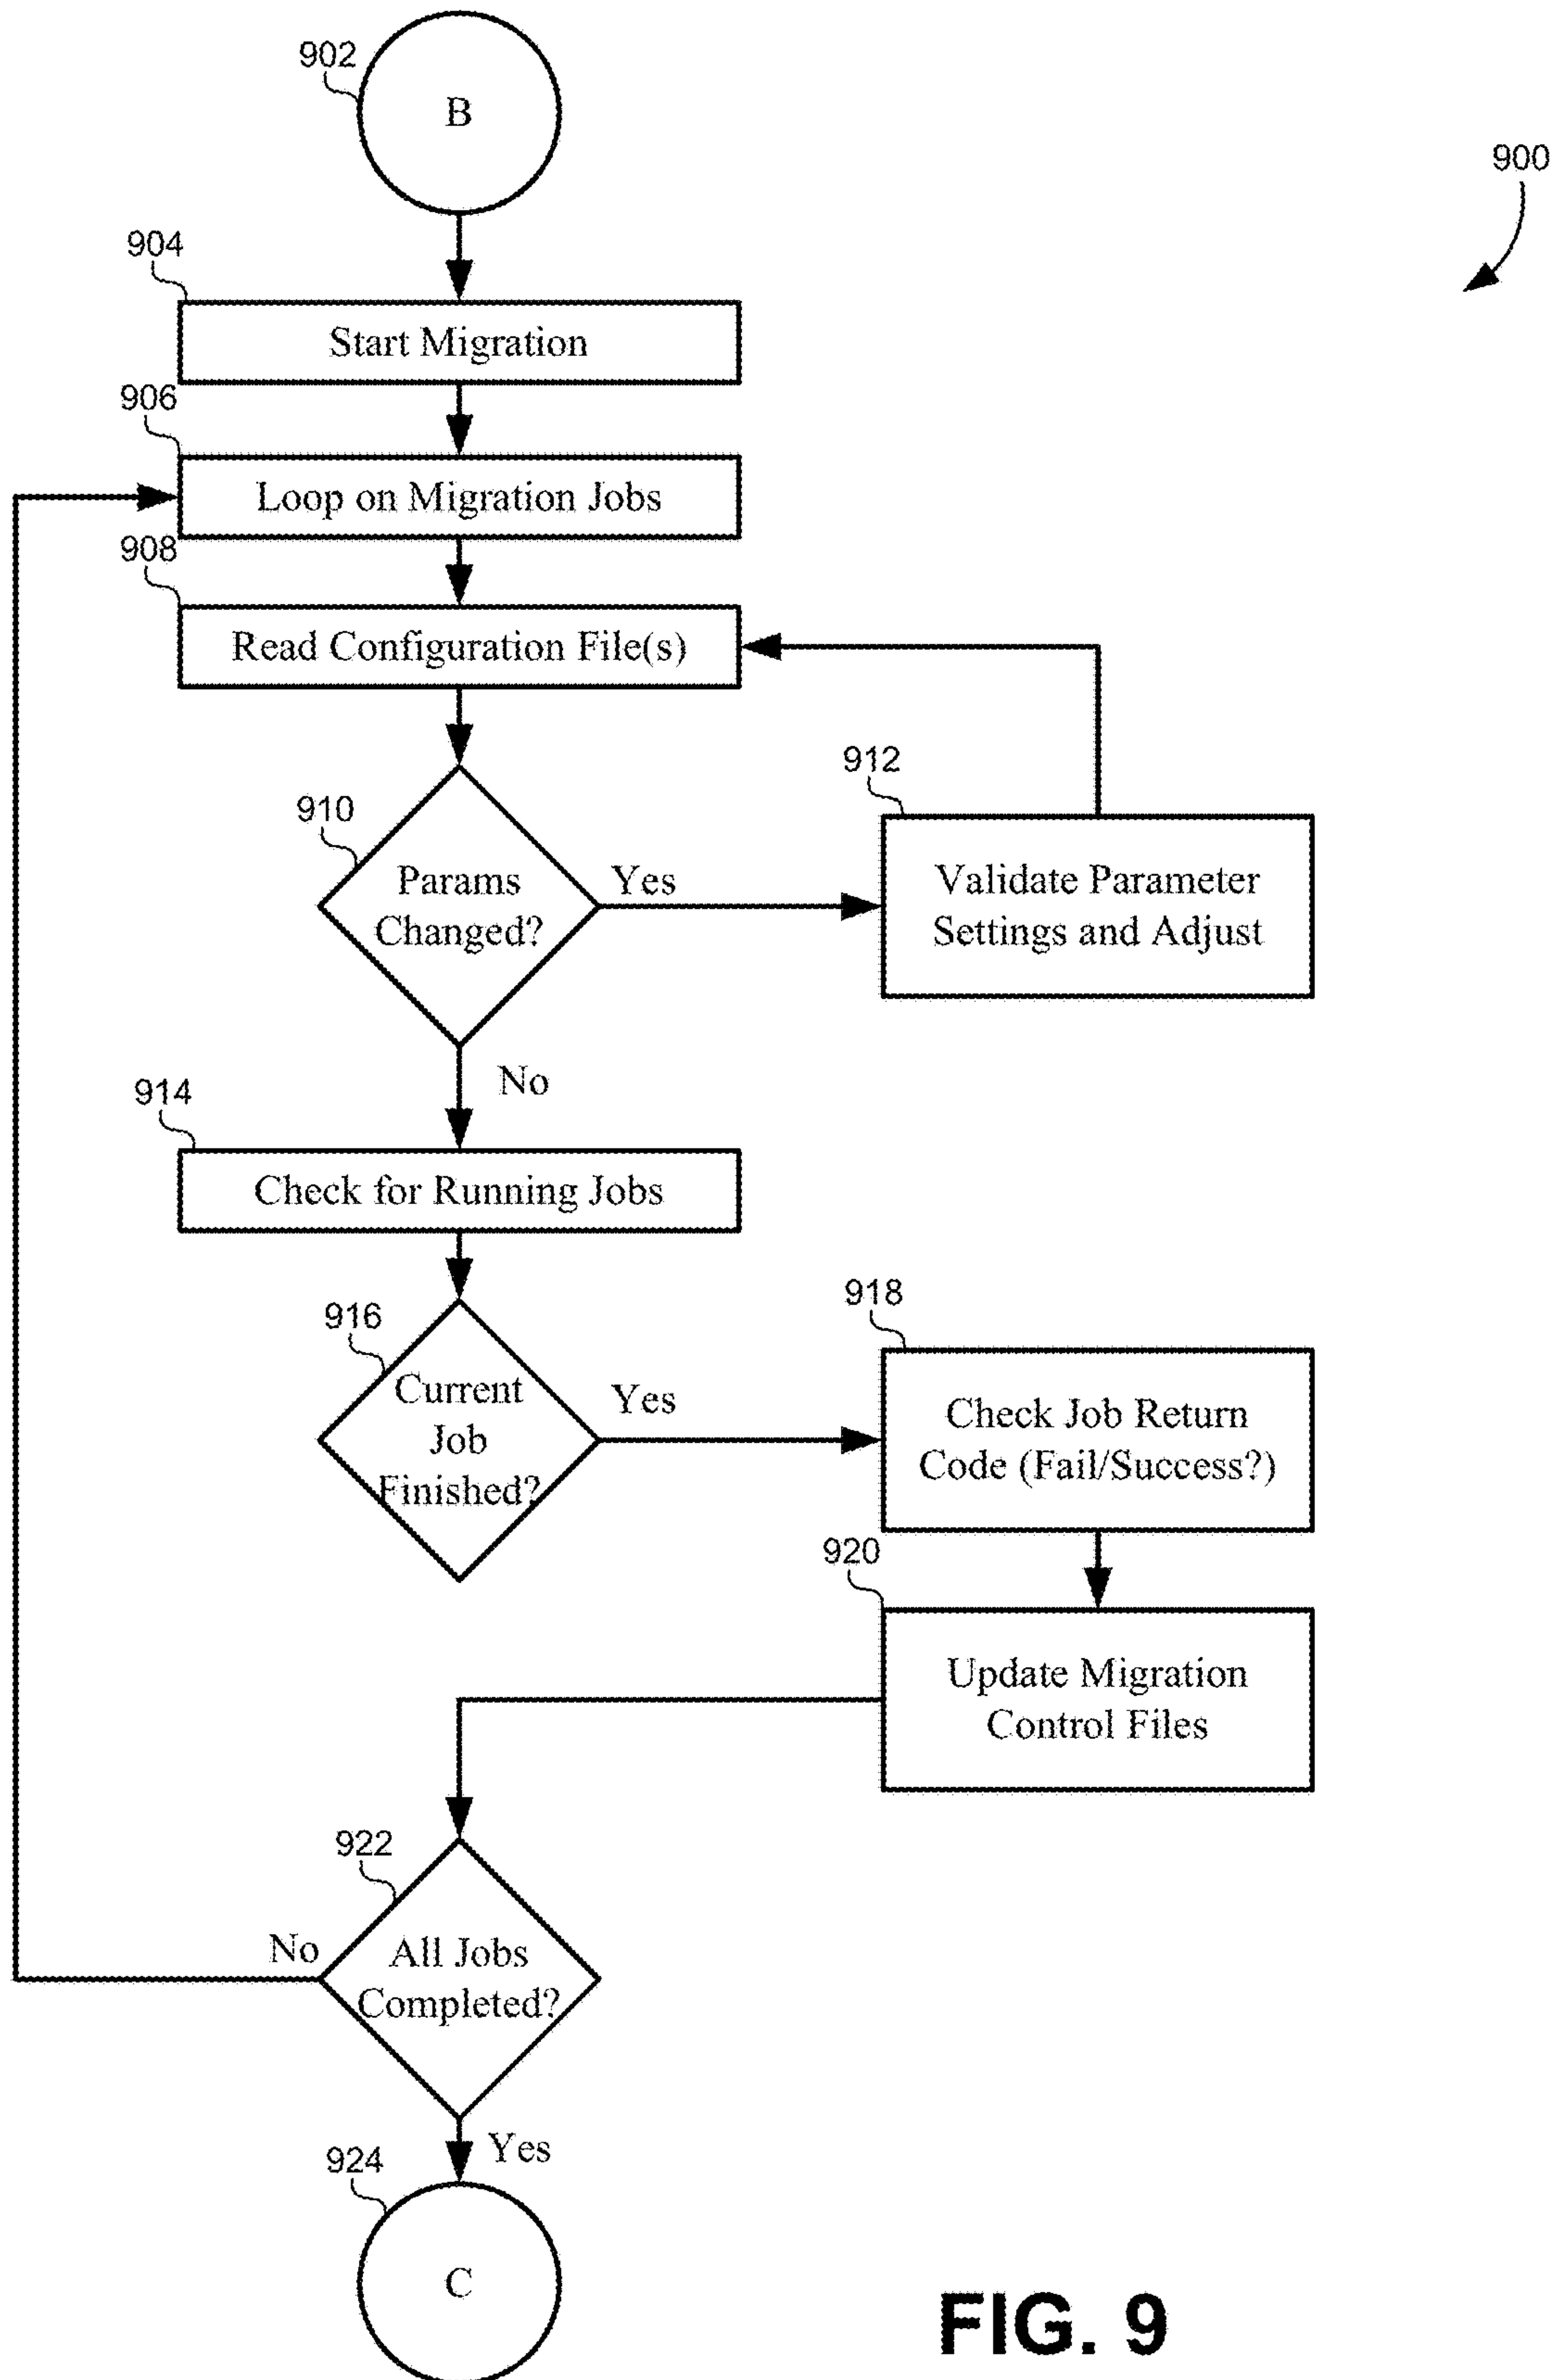 902
B
900
904
Start Migration
906
Loop on Migration Jobs
908
Read Configuration File(s)
910
Params
Changed?
Yes
912
Validate Parameter
Settings and Adjust
No
914
Check for Running Jobs
916
Current
Job
Finished?
Yes
918
Check Job Return
Code (Fail/Success?)
920
Update Migration
Control Files
922
No
All Jobs
Completed?
Yes
924
C
FIG. 9